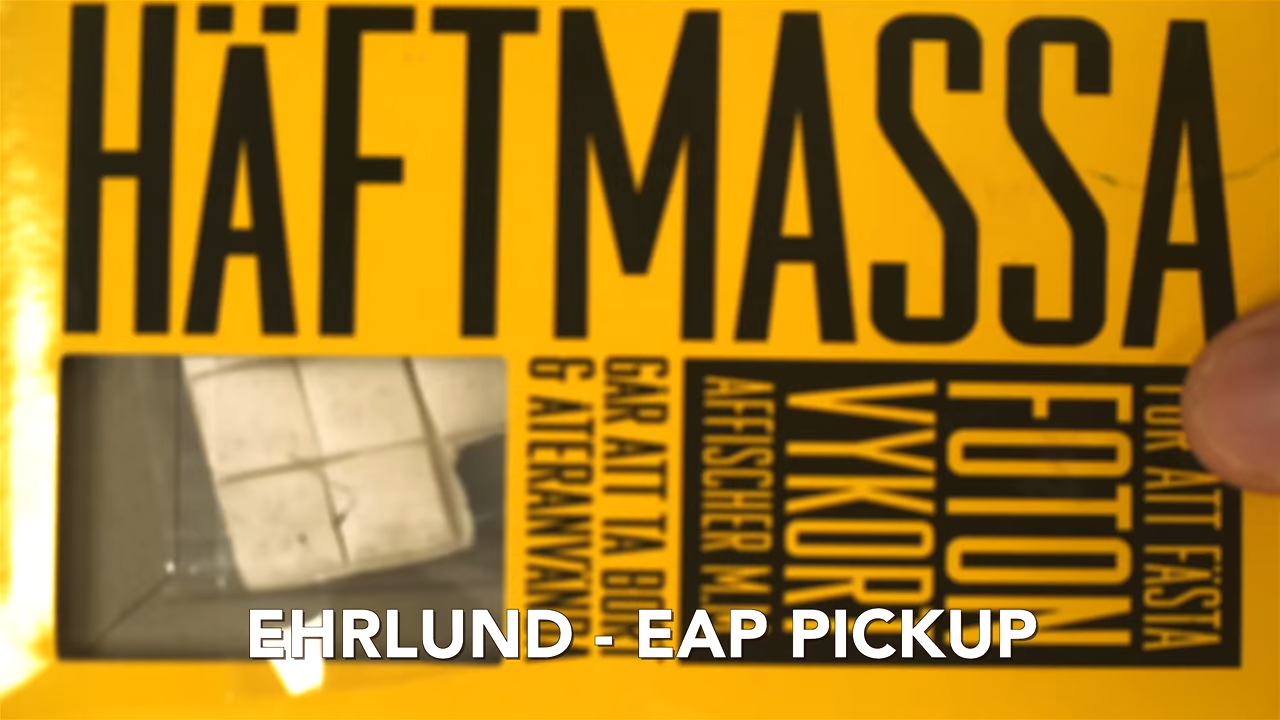 HÄFTMASSA
GÅR ATT TA BORT
& ÅTERANVÄNDA
FÖR ATT FÄSTA
FOTON
VYKORT
AFFISCHER M.M
EHRLUND - EAP PICKUP